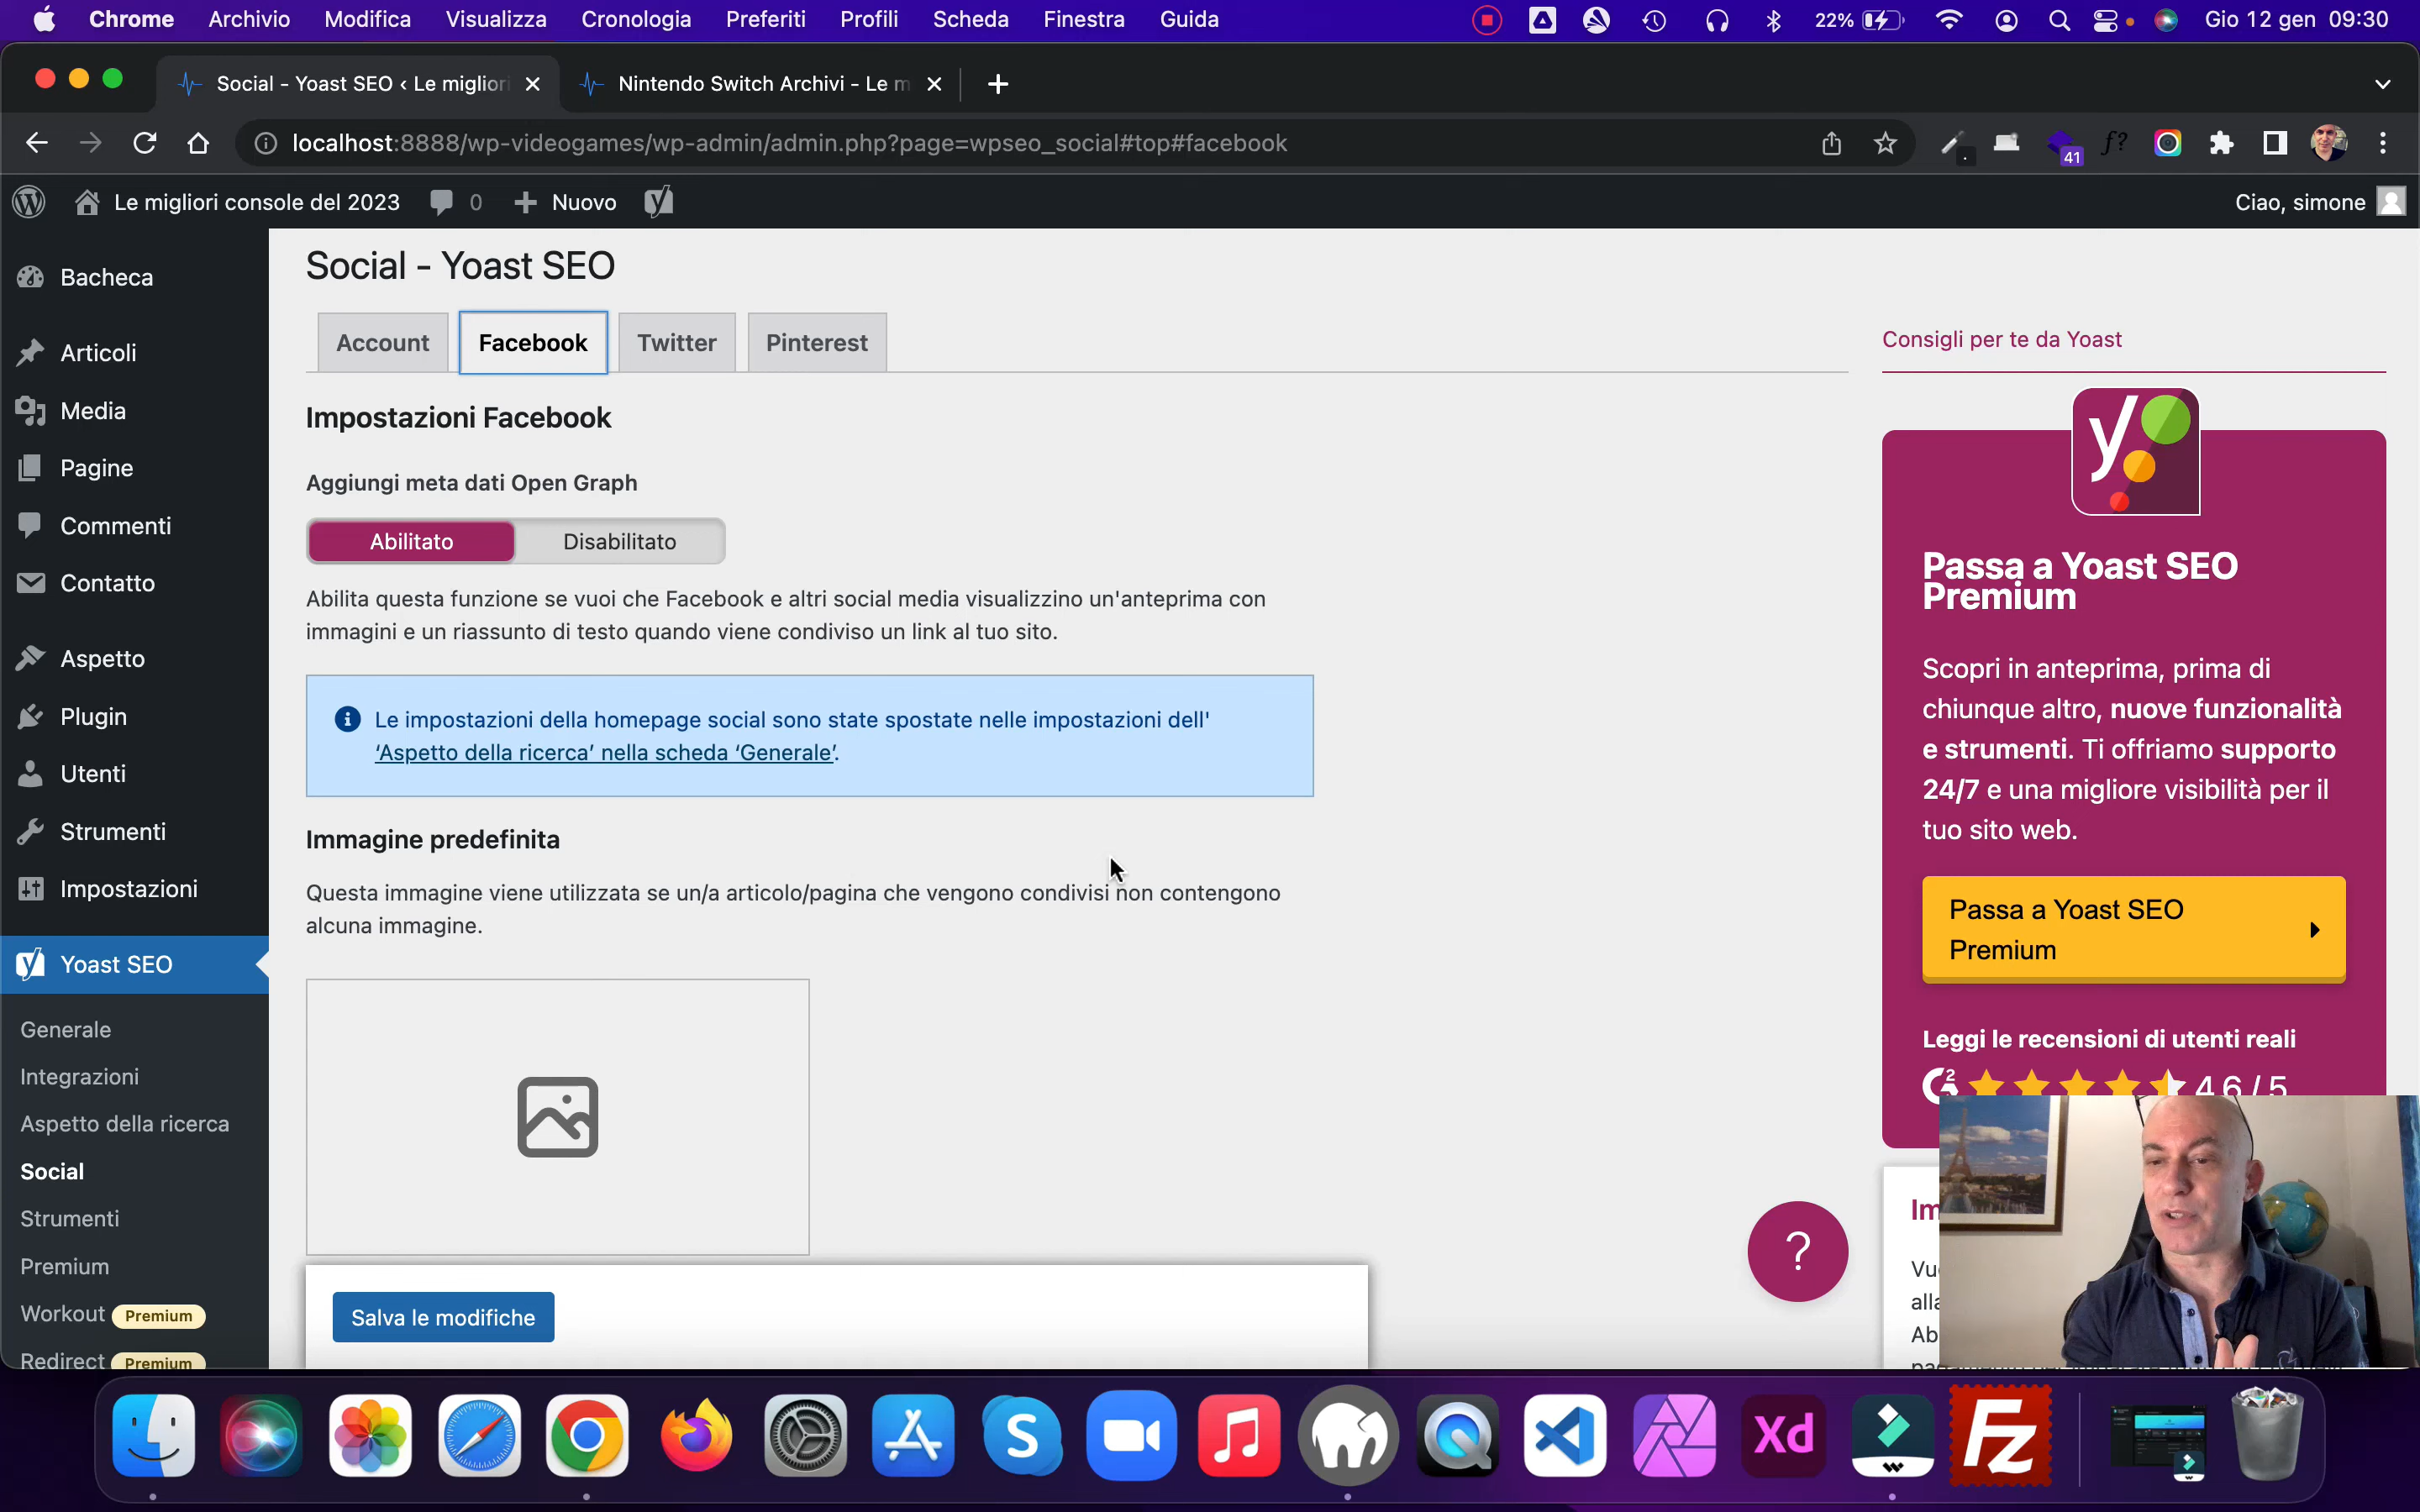 Chrome Archivio Modifica Visualizza Cronologia Preferiti Profili Scheda Finestra Guida 22% Gio 12 gen 09:30
Social - Yoast SEO ‹ Le migliori
Nintendo Switch Archivi - Le m
localhost:8888/wp-videogames/wp-admin/admin.php?page=wpseo_social#top#facebook
f?
41
Le migliori console del 2023 0 Nuovo Ciao, simone
Bacheca
Articoli
Media
Pagine
Commenti
Contatto
Aspetto
Plugin
Utenti
Strumenti
Impostazioni
Yoast SEO
Generale
Integrazioni
Aspetto della ricerca
Social
Strumenti
Premium
Workout Premium
Redirect Premium
Social - Yoast SEO
Account Facebook Twitter Pinterest
Impostazioni Facebook
Aggiungi meta dati Open Graph
Abilitato Disabilitato
Abilita questa funzione se vuoi che Facebook e altri social media visualizzino un'anteprima con
immagini e un riassunto di testo quando viene condiviso un link al tuo sito.
Le impostazioni della homepage social sono state spostate nelle impostazioni dell'
‘Aspetto della ricerca’ nella scheda ‘Generale’.
Immagine predefinita
Questa immagine viene utilizzata se un/a articolo/pagina che vengono condivisi non contengono
alcuna immagine.
Salva le modifiche
Consigli per te da Yoast
Passa a Yoast SEO
Premium
Scopri in anteprima, prima di
chiunque altro, nuove funzionalità
e strumenti. Ti offriamo supporto
24/7 e una migliore visibilità per il
tuo sito web.
Passa a Yoast SEO
Premium
Leggi le recensioni di utenti reali
4.6 / 5
?
Xd
Fz